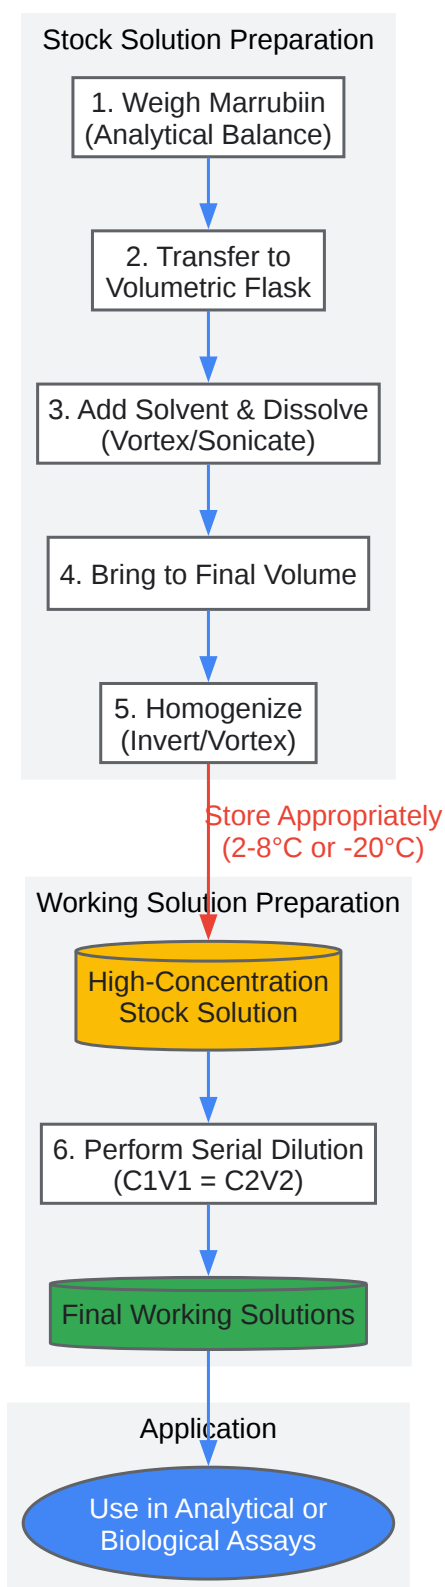 Stock Solution Preparation
1. Weigh Marrubiin
(Analytical Balance)
2. Transfer to
Volumetric Flask
3. Add Solvent & Dissolve
(Vortex/Sonicate)
4. Bring to Final Volume
5. Homogenize
(Invert/Vortex)
Store Appropriately
(2-8°C or -20°C)
Working Solution Preparation
High-Concentration
Stock Solution
6. Perform Serial Dilution
(C1V1 = C2V2)
Final Working Solutions
Application
Use in Analytical or
Biological Assays